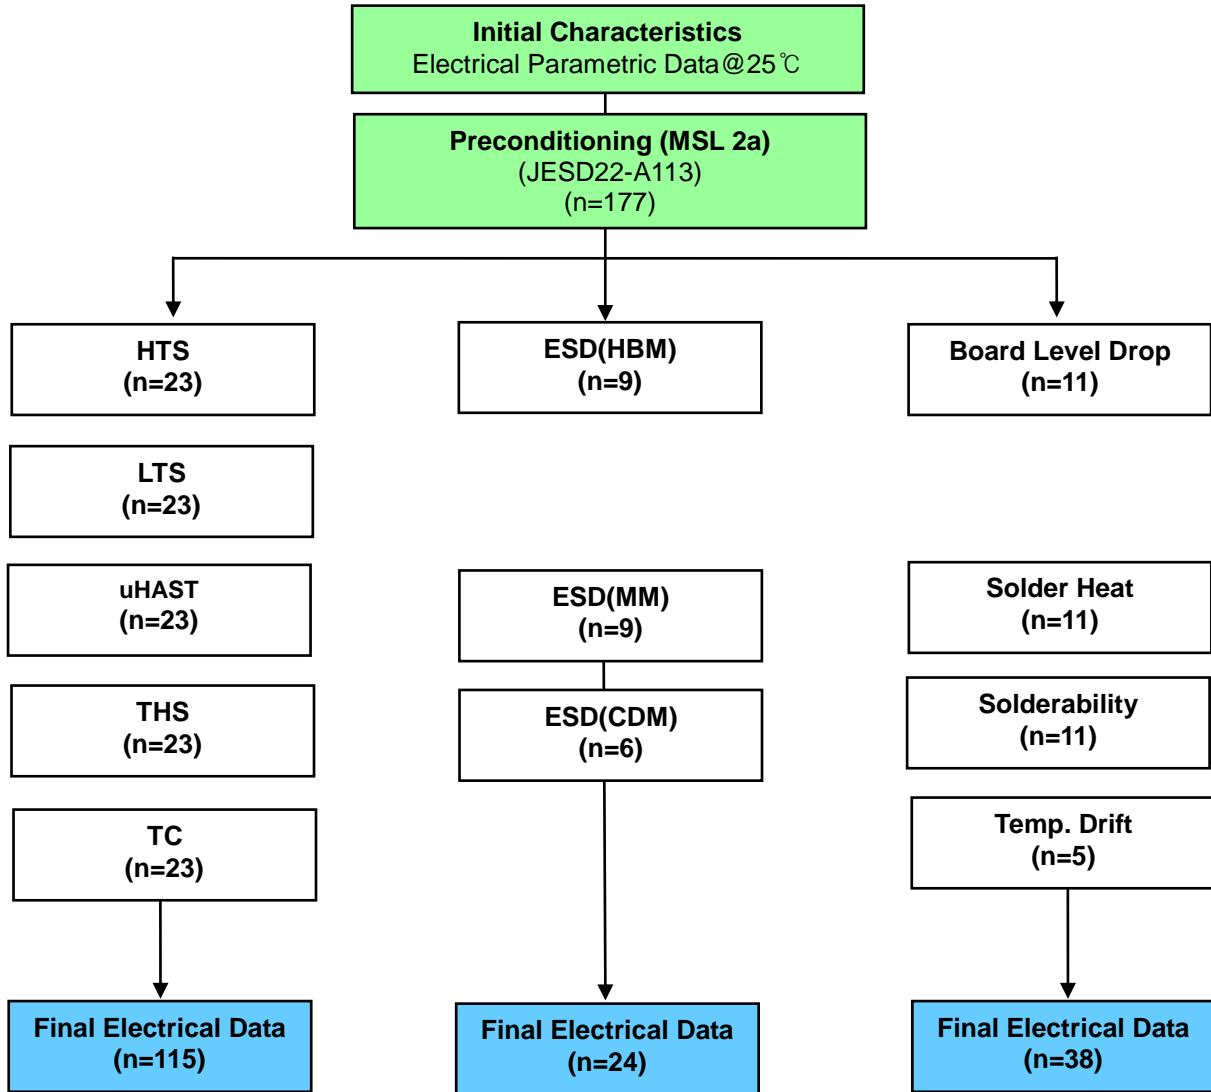 Initial Characteristics
Electrical Parametric Data@25℃
Preconditioning (MSL 2a)
(JESD22-A113)
(n=177)
HTS
(n=23)
LTS
(n=23)
uHAST
(n=23)
THS
(n=23)
TC
(n=23)
Final Electrical Data
(n=115)
ESD(HBM)
(n=9)
ESD(MM)
(n=9)
ESD(CDM)
(n=6)
Final Electrical Data
(n=24)
Board Level Drop
(n=11)
Solder Heat
(n=11)
Solderability
(n=11)
Temp. Drift
(n=5)
Final Electrical Data
(n=38)